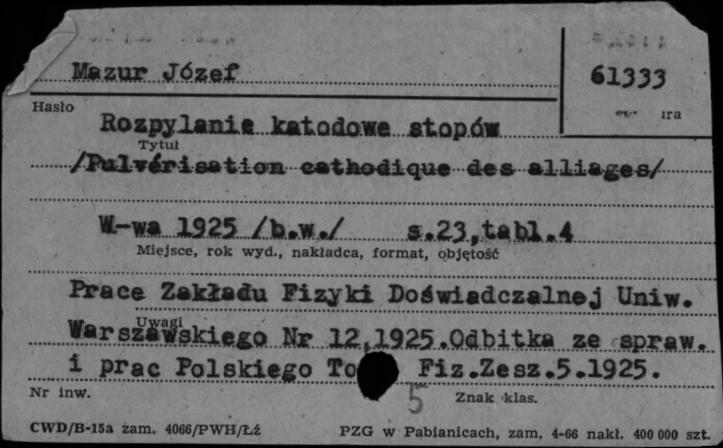 Mazur Józef
61333
Hasło
Rozpylanie katodowe stopów
Tytuł
/Pulvérisation cathodique des alliages/
W-wa 1925 /b.w./ s.23,tabl.4
Miejsce, rok wyd., nakładca, format, objętość
Prace Zakładu Fizyki Doświadczalnej Uniw.
Uwagi
Warszawskiego Nr 12,1925.Odbitka ze spraw.
i prac Polskiego To Fiz.Zesz.5.1925.
Nr inw.
5
Znak klas.
CWD/B-15a zam. 4066/PWH/Łź
PZG w Pabianicach, zam. 4-66 nakł. 400 000 szt.